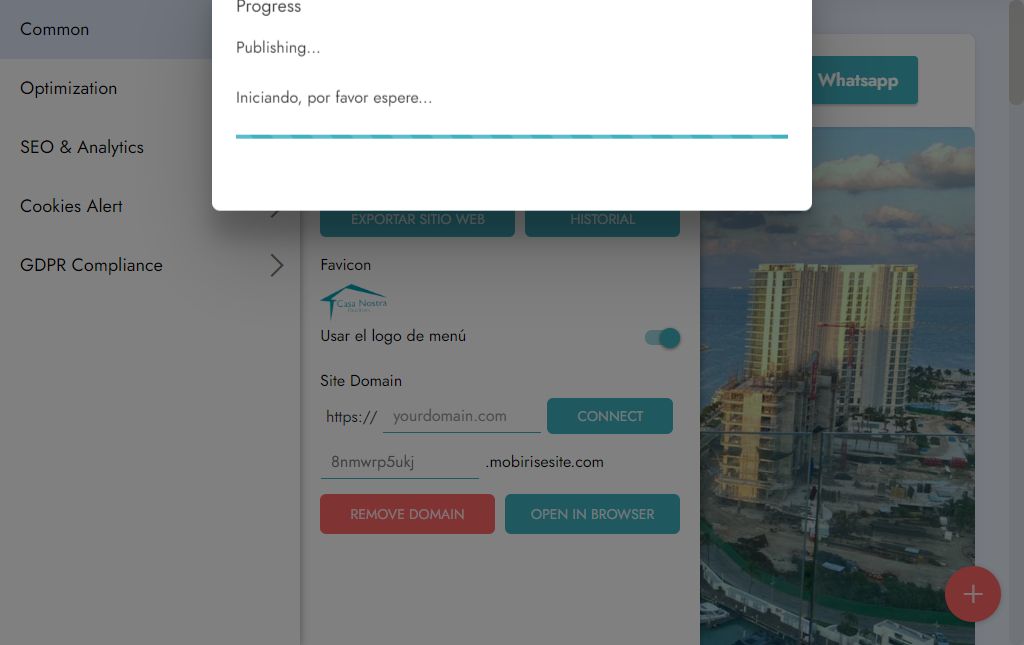 Common
Optimization
SEO & Analytics
Cookies Alert
GDPR Compliance
Progress
Publishing...
Iniciando, por favor espere...
Whatsapp
EXPORTAR SITIO WEB
HISTORIAL
Favicon
Casa Nostra
Usar el logo de menú
Site Domain
https://
yourdomain.com
CONNECT
8nmwrp5ukj
.mobirisesite.com
REMOVE DOMAIN
OPEN IN BROWSER